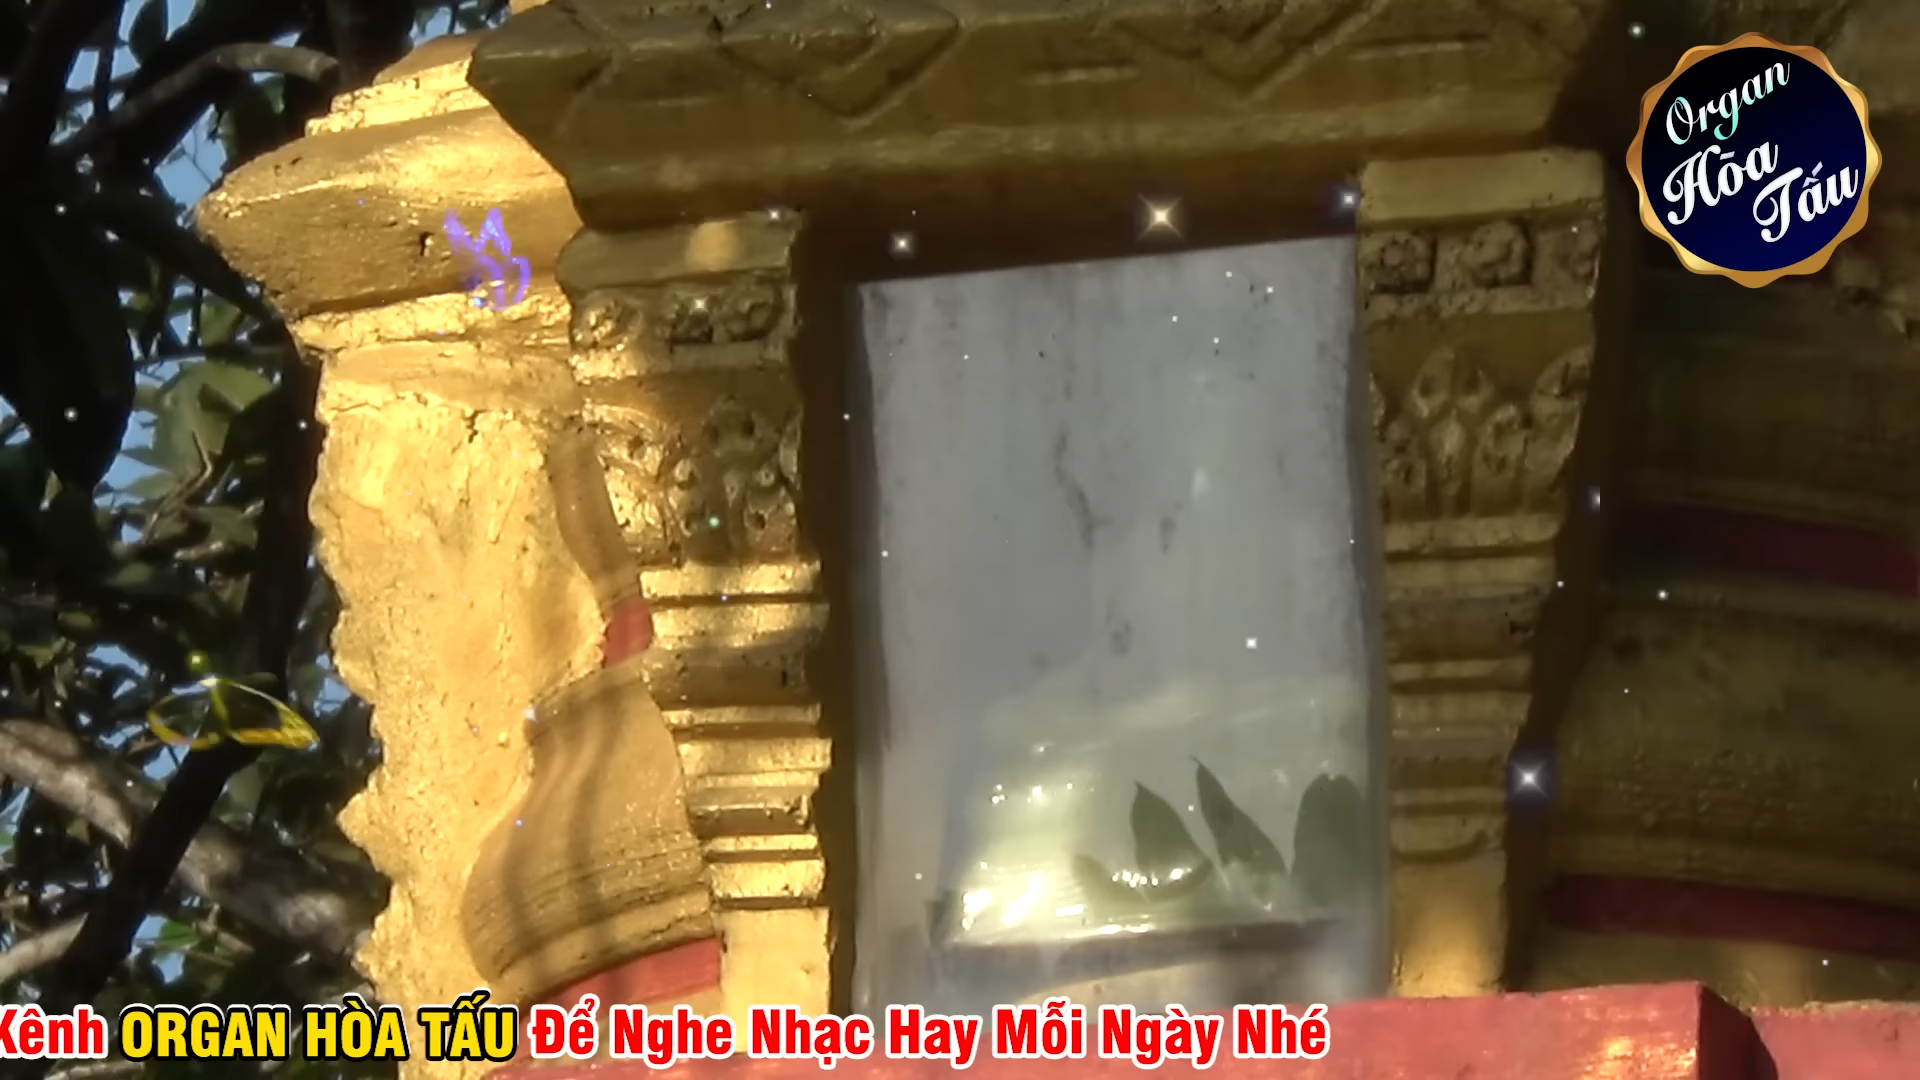 Organ
Hòa
Tấu
Kênh ORGAN HÒA TẤU Để Nghe Nhạc Hay Mỗi Ngày Nhé